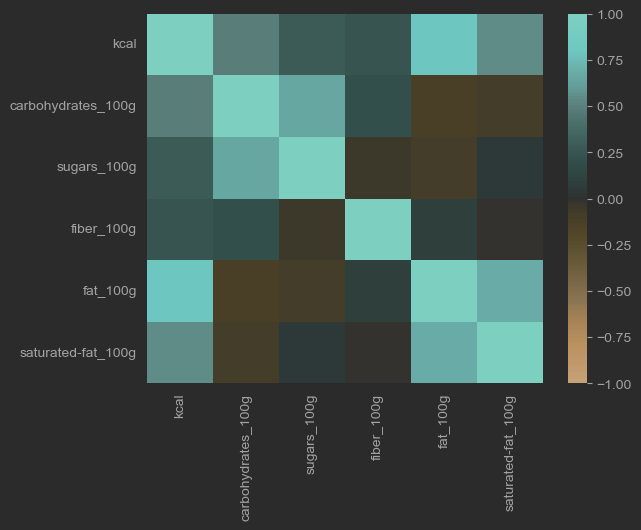 kcal
carbohydrates_100g
sugars_100g
fiber_100g
fat_100g
saturated-fat_100g
kcal
carbohydrates_100g
sugars_100g
fiber_100g
fat_100g
saturated-fat_100g
1.00
0.75
0.50
0.25
0.00
−0.25
−0.50
−0.75
−1.00